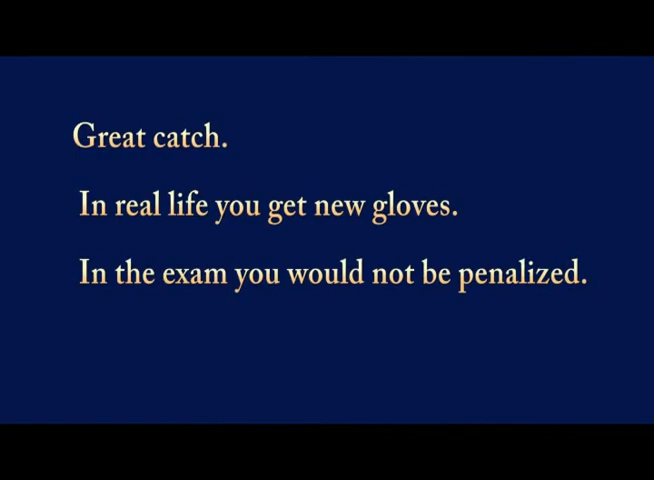 Great catch.
In real life you get new gloves.
In the exam you would not be penalized.